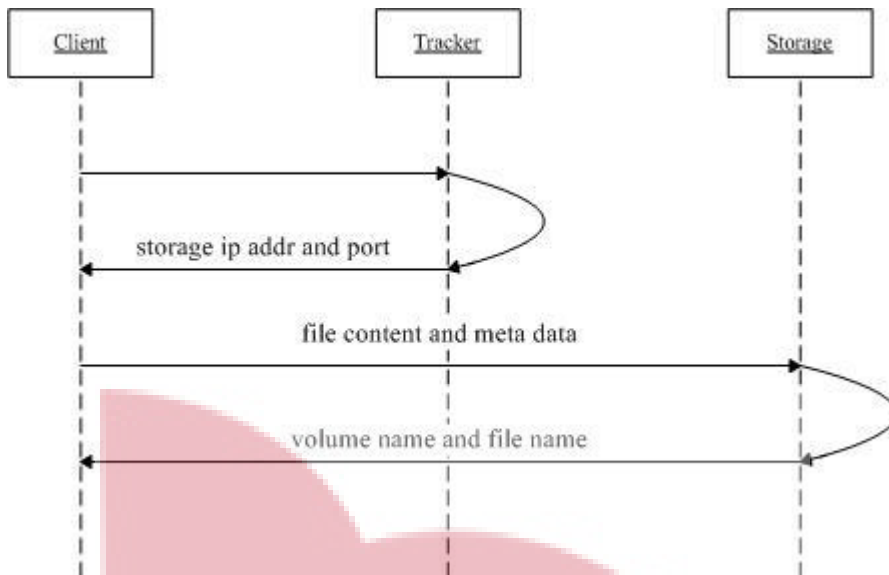 Client
Tracker
Storage
storage ip addr and port
file content and meta data
volume name and file name